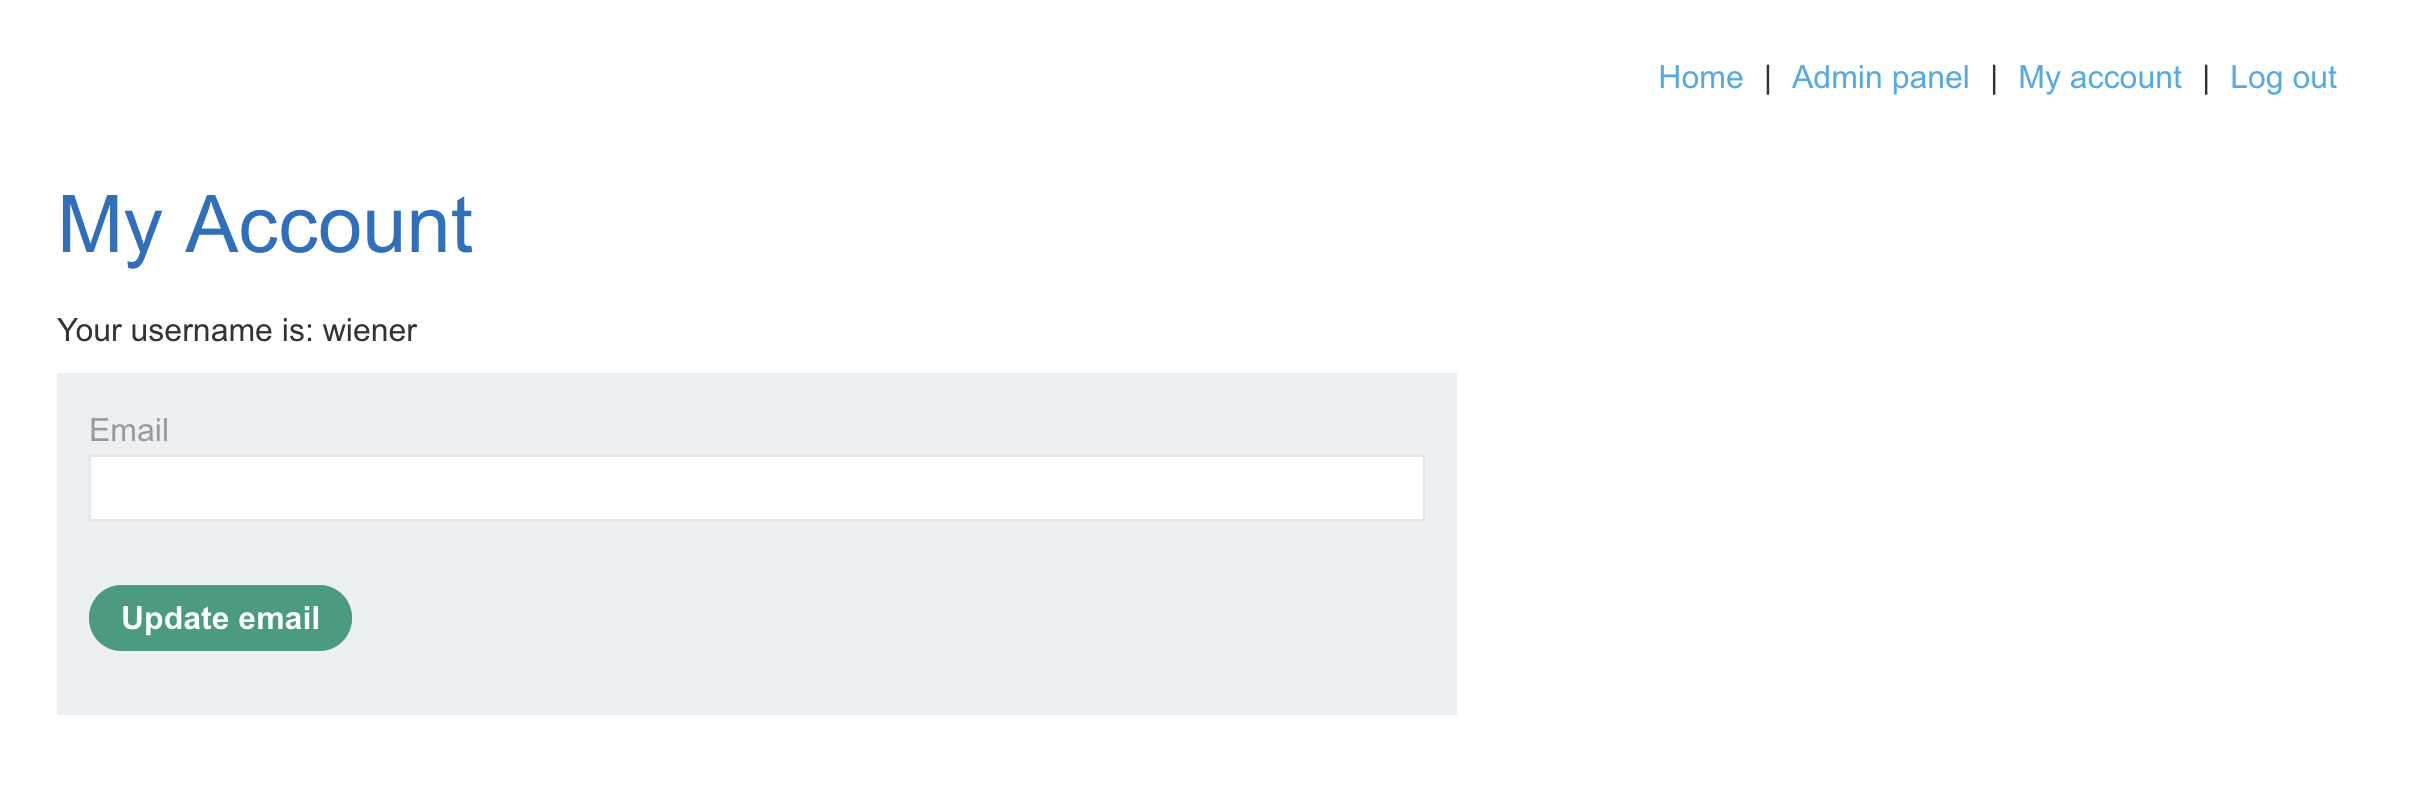 Home | Admin panel | My account | Log out
My Account
Your username is: wiener
Email
Update email